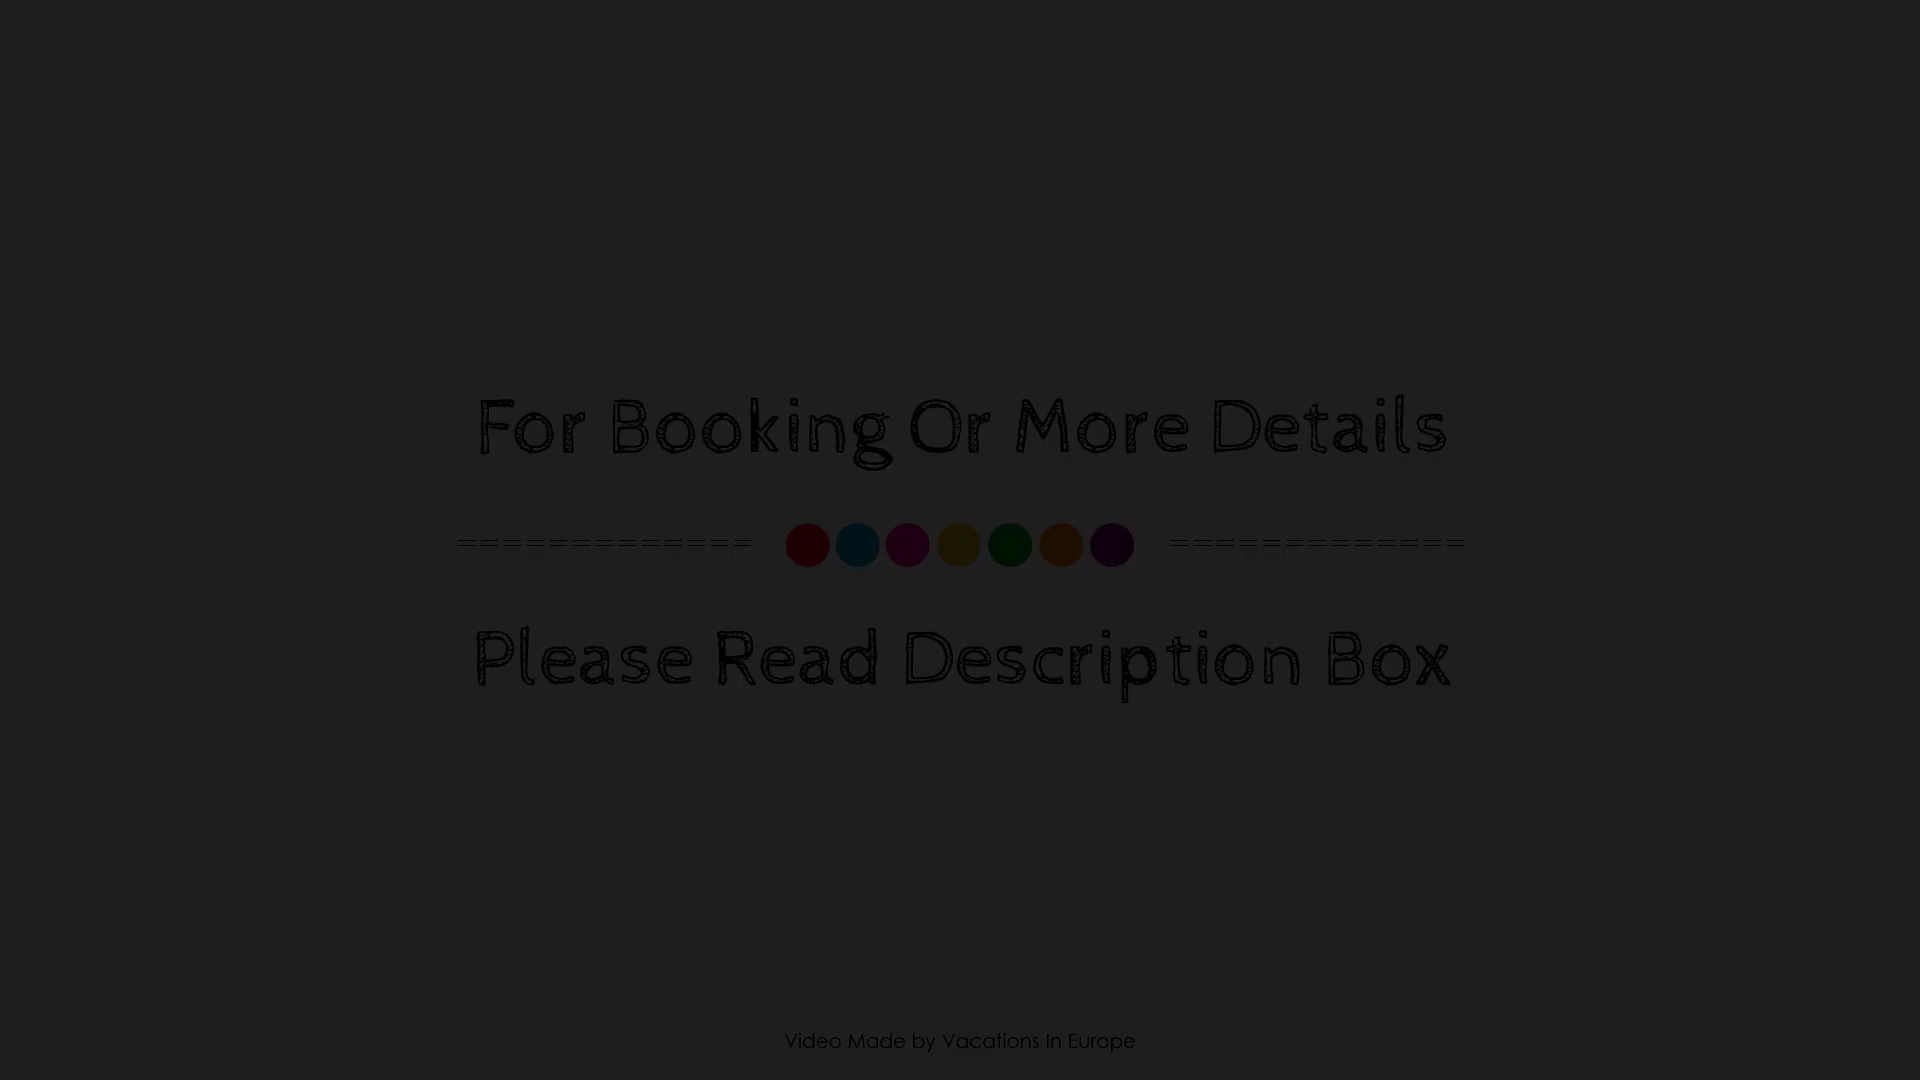 For Booking Or More Details
============= =============
Please Read Description Box
Video Made by Vacations In Europe